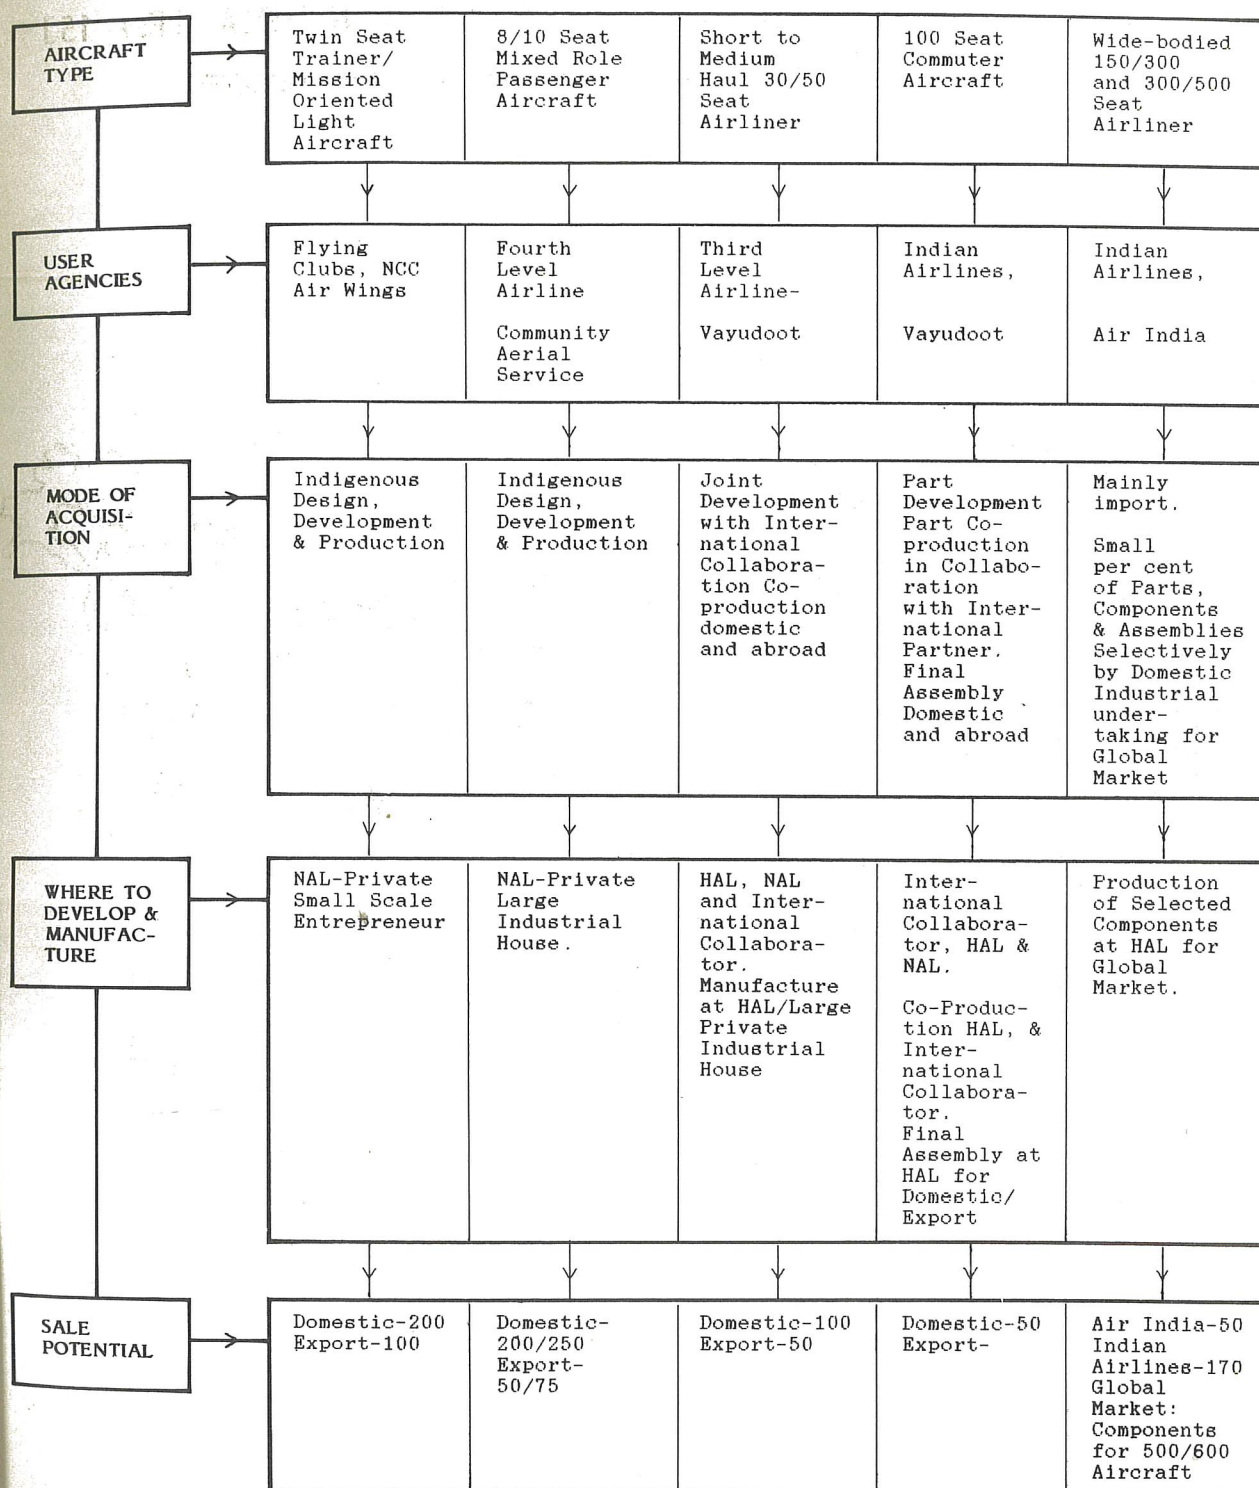 AIRCRAFT
TYPE
Twin Seat
Trainer/
Mission
Oriented
Light
Aircraft
8/10 Seat
Mixed Role
Passenger
Aircraft
Short to
Medium
Haul 30/50
Seat
Airliner
100 Seat
Commuter
Aircraft
Wide-bodied
150/300
and 300/500
Seat
Airliner
USER
AGENCIES
Flying
Clubs, NCC
Air Wings
Fourth
Level
Airline
Community
Aerial
Service
Third
Level
Airline-
Vayudoot
Indian
Airlines,
Vayudoot
Indian
Airlines,
Air India
MODE OF
ACQUISI-
TION
Indigenous
Design,
Development
& Production
Indigenous
Design,
Development
& Production
Joint
Development
with Inter-
national
Collabora-
tion Co-
production
domestic
and abroad
Part
Development
Part Co-
production
in Collabo-
ration
with Inter-
national
Partner.
Final
Assembly
Domestic
and abroad
Mainly
import.
Small
per cent
of Parts,
Components
& Assemblies
Selectively
by Domestic
Industrial
under-
taking for
Global
Market
WHERE TO
DEVELOP &
MANUFAC-
TURE
NAL-Private
Small Scale
Entrepreneur
NAL-Private
Large
Industrial
House.
HAL, NAL
and Inter-
national
Collabora-
tor.
Manufacture
at HAL/Large
Private
Industrial
House
Inter-
national
Collabora-
tor, HAL &
NAL.
Co-Produc-
tion HAL, &
Inter-
national
Collabora-
tor.
Final
Assembly at
HAL for
Domestic/
Export
Production
of Selected
Components
at HAL for
Global
Market.
SALE
POTENTIAL
Domestic-200
Export-100
Domestic-
200/250
Export-
50/75
Domestic-100
Export-50
Domestic-50
Export-
Air India-50
Indian
Airlines-170
Global
Market:
Components
for 500/600
Aircraft